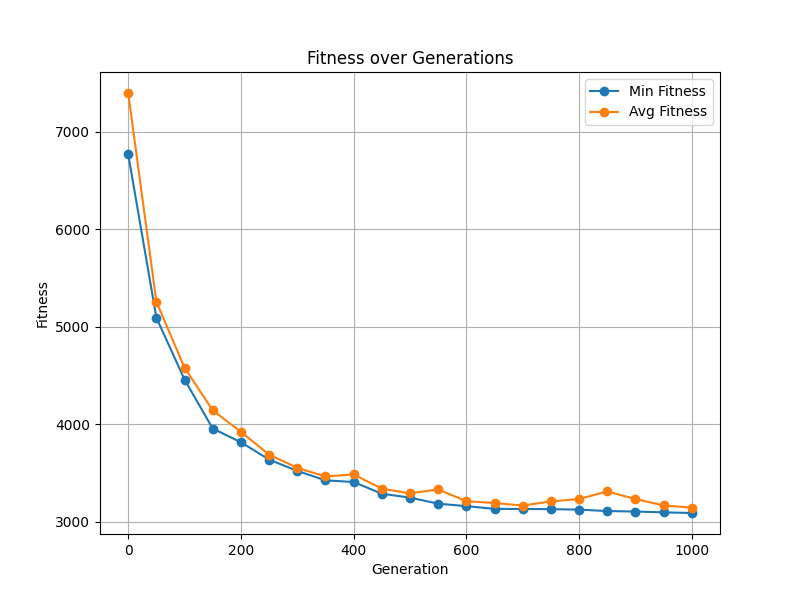 Fitness over Generations
Min Fitness
Avg Fitness
7000
6000
5000
4000
3000
Fitness
0 200 400 600 800 1000
Generation